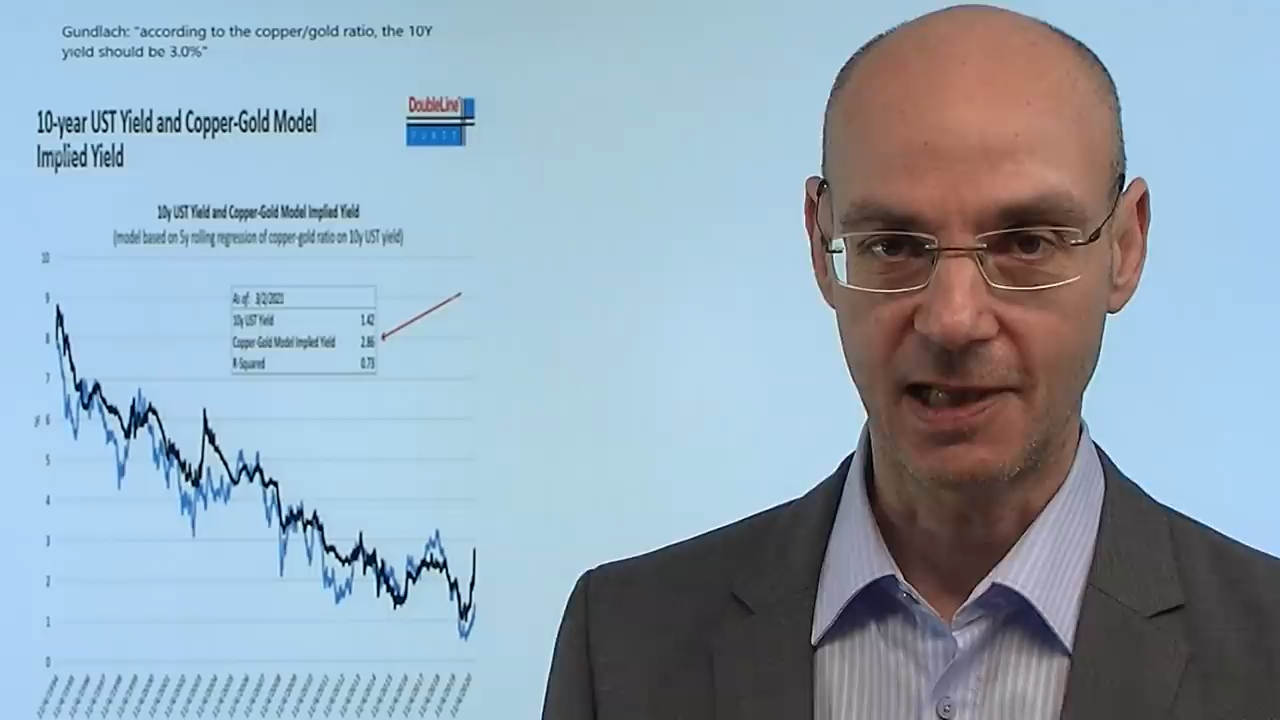 Gundlach: "according to the copper/gold ratio, the 10Y
yield should be 3.0%"
DoubleLine
FUNDS
10-year UST Yield and Copper-Gold Model
Implied Yield
10y UST Yield and Copper-Gold Model Implied Yield
(model based on 5y rolling regression of copper-gold ratio on 10y UST yield)
As of: 3/2/2021
10y UST Yield 1.42
Copper-Gold Model Implied Yield 2.86
R-Squared 0.73
10
9
8
7
%
6
5
4
3
2
1
0